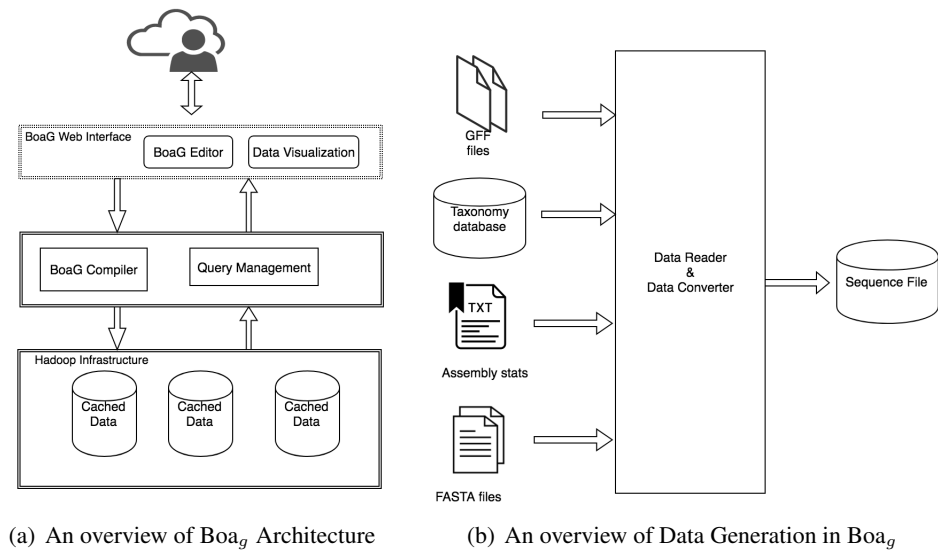 BoaG Web Interface
BoaG Editor
Data Visualization
BoaG Compiler
Query Management
Hadoop Infrastructure
Cached
Data
Cached
Data
Cached
Data
(a) An overview of Boag Architecture
GFF
files
Taxonomy
database
TXT
Assembly stats
FASTA files
Data Reader
&
Data Converter
Sequence File
(b) An overview of Data Generation in Boag